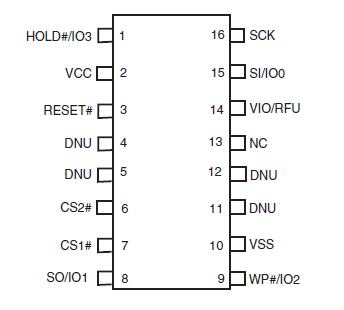 HOLD#/IO3 1 16 SCK
VCC 2 15 SI/IO0
RESET# 3 14 VIO/RFU
DNU 4 13 NC
DNU 5 12 DNU
CS2# 6 11 DNU
CS1# 7 10 VSS
SO/IO1 8 9 WP#/IO2